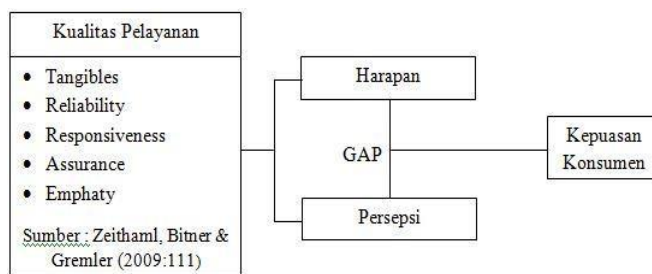 Kualitas Pelayanan
• Tangibles
• Reliability
• Responsiveness
• Assurance
• Emphaty
Sumber : Zeithaml, Bitner &
Gremler (2009:111)
Harapan
GAP
Persepsi
Kepuasan
Konsumen